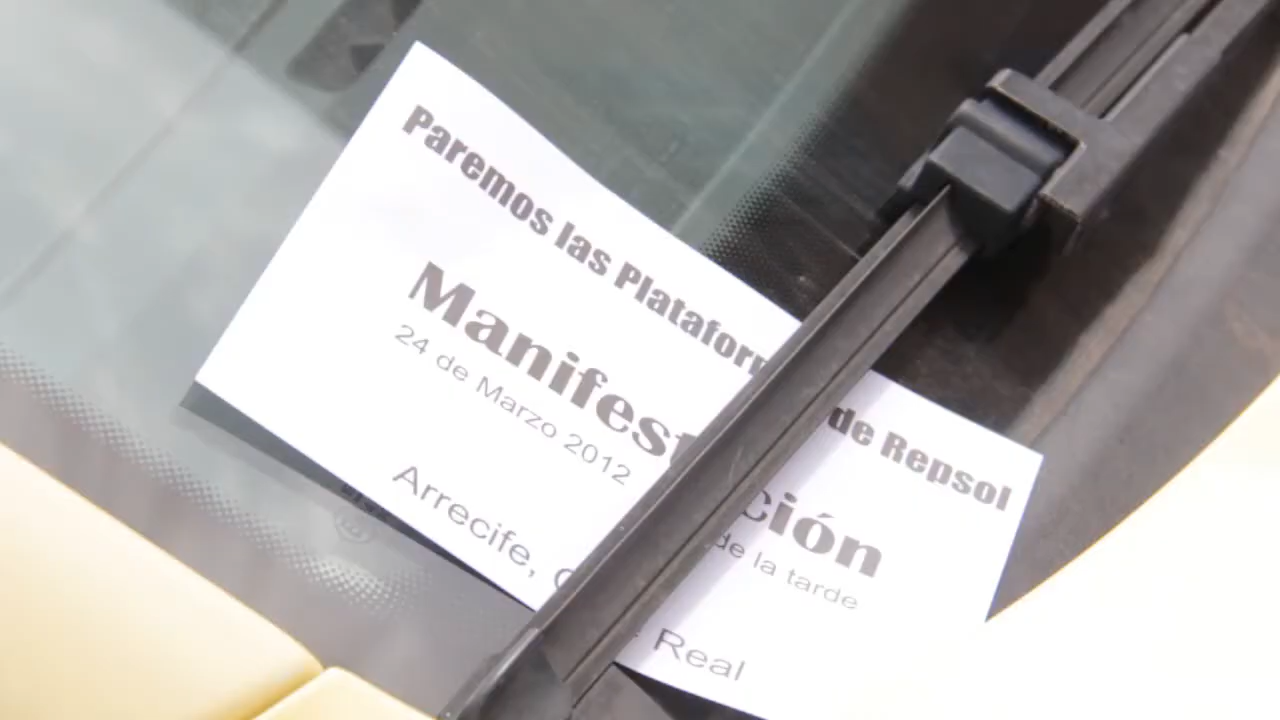 Paremos las Platafor de Repsol
Manifest ción
24 de Marzo 2012 de la tarde
Arrecife, C Real